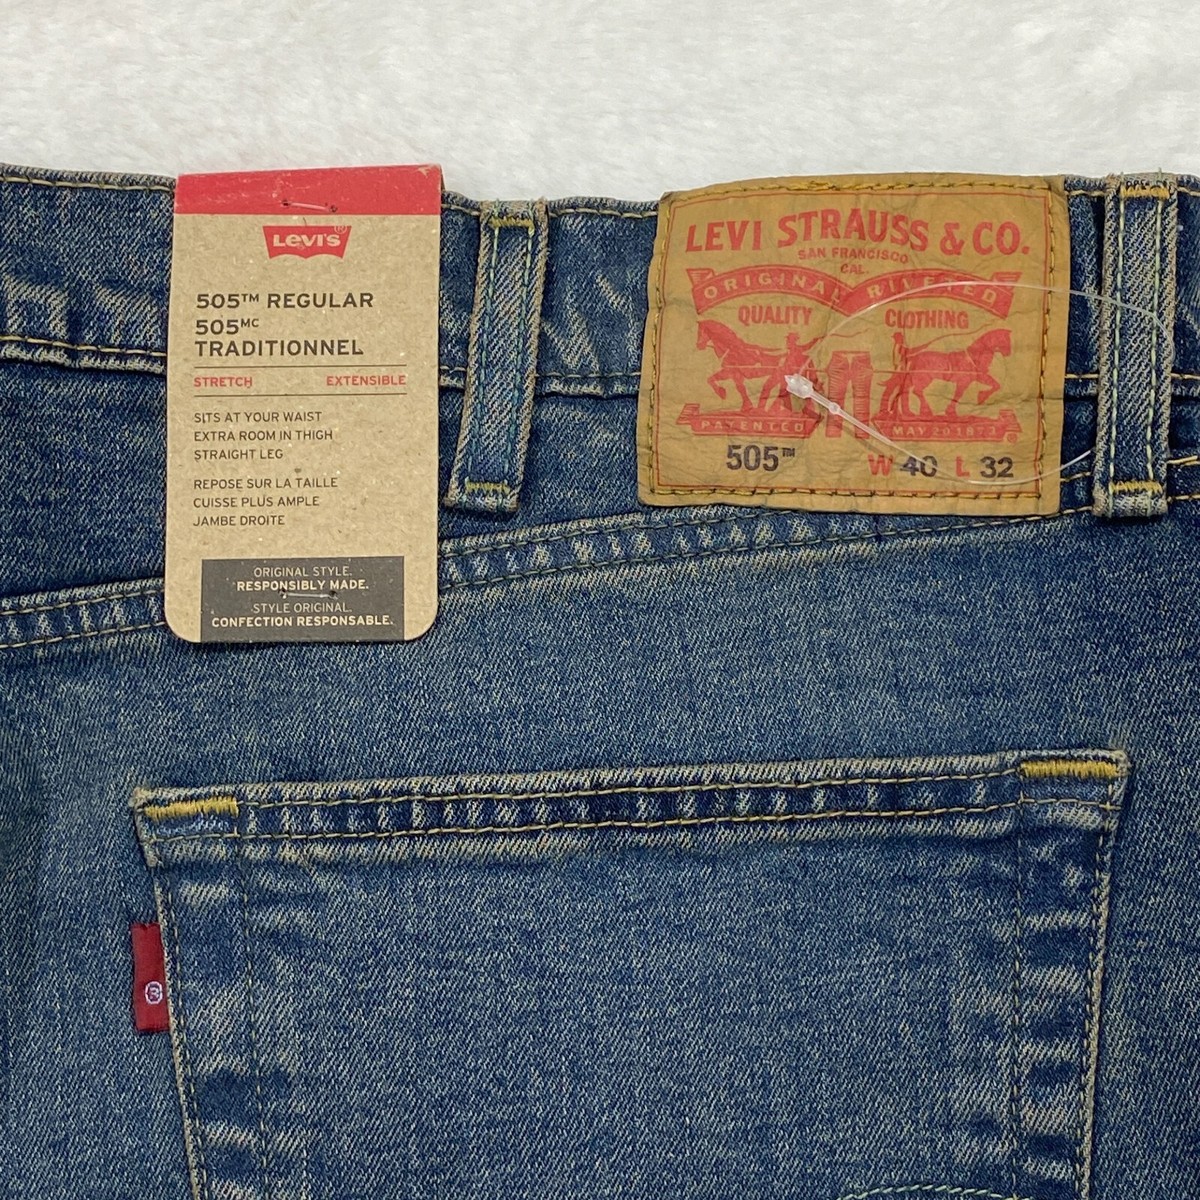 Levi's®
505™ REGULAR
505MC
TRADITIONNEL
STRETCH EXTENSIBLE
SITS AT YOUR WAIST
EXTRA ROOM IN THIGH
STRAIGHT LEG
REPOSE SUR LA TAILLE
CUISSE PLUS AMPLE
JAMBE DROITE
ORIGINAL STYLE.
RESPONSIBLY MADE.
STYLE ORIGINAL.
CONFECTION RESPONSABLE.
LEVI STRAUSS & CO.
SAN FRANCISCO
CAL.
ORIGINAL RIVETED
QUALITY CLOTHING
PATENTED MAY 20 1873
505™ W 40 L 32
®